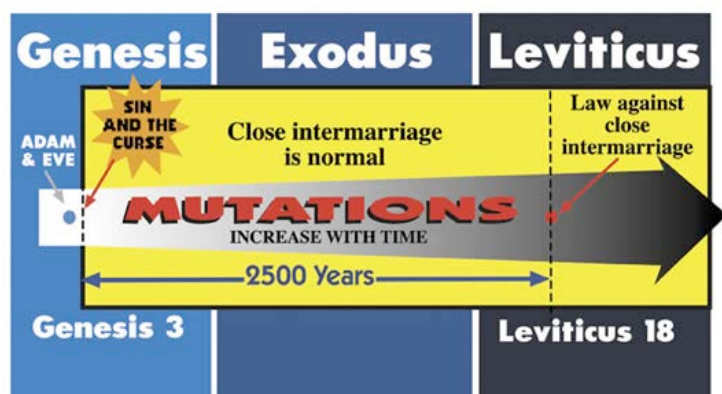 Genesis Exodus Leviticus
SIN
AND THE
CURSE
ADAM
& EVE
Close intermarriage
is normal
Law against
close
intermarriage
MUTATIONS
INCREASE WITH TIME
2500 Years
Genesis 3
Leviticus 18